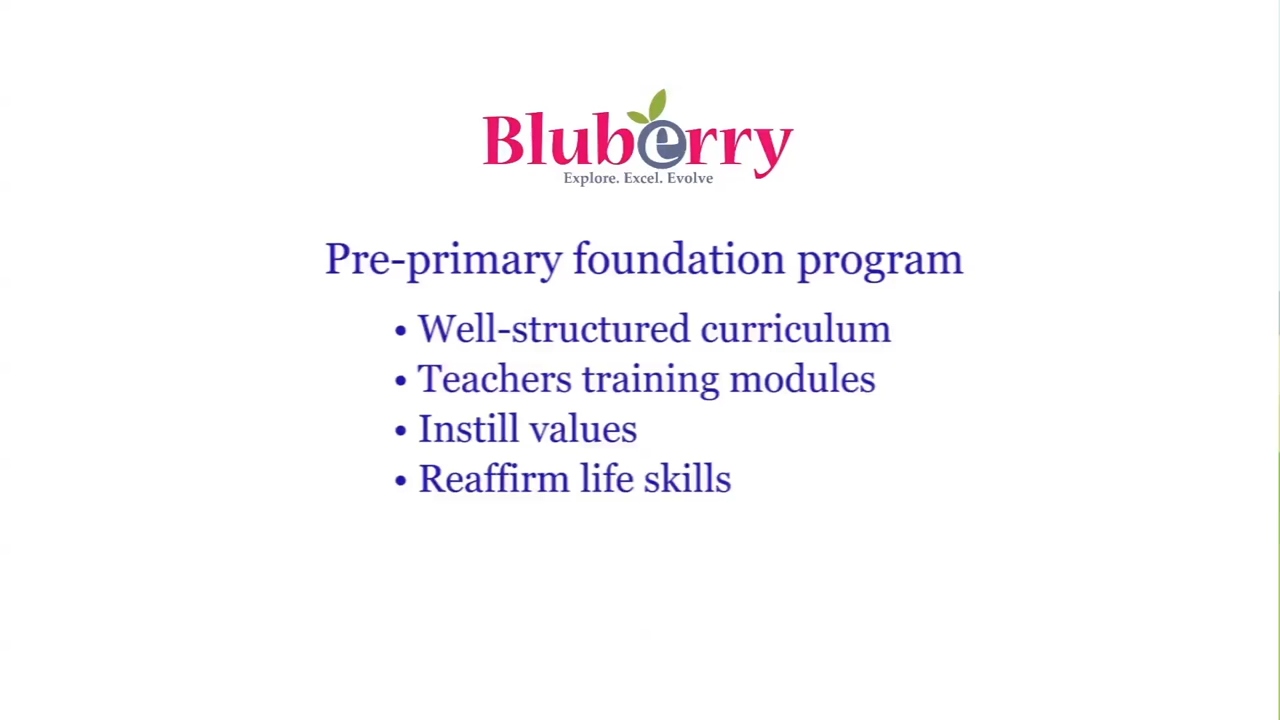 Bluberry
Explore. Excel. Evolve
Pre-primary foundation program
• Well-structured curriculum
• Teachers training modules
• Instill values
• Reaffirm life skills